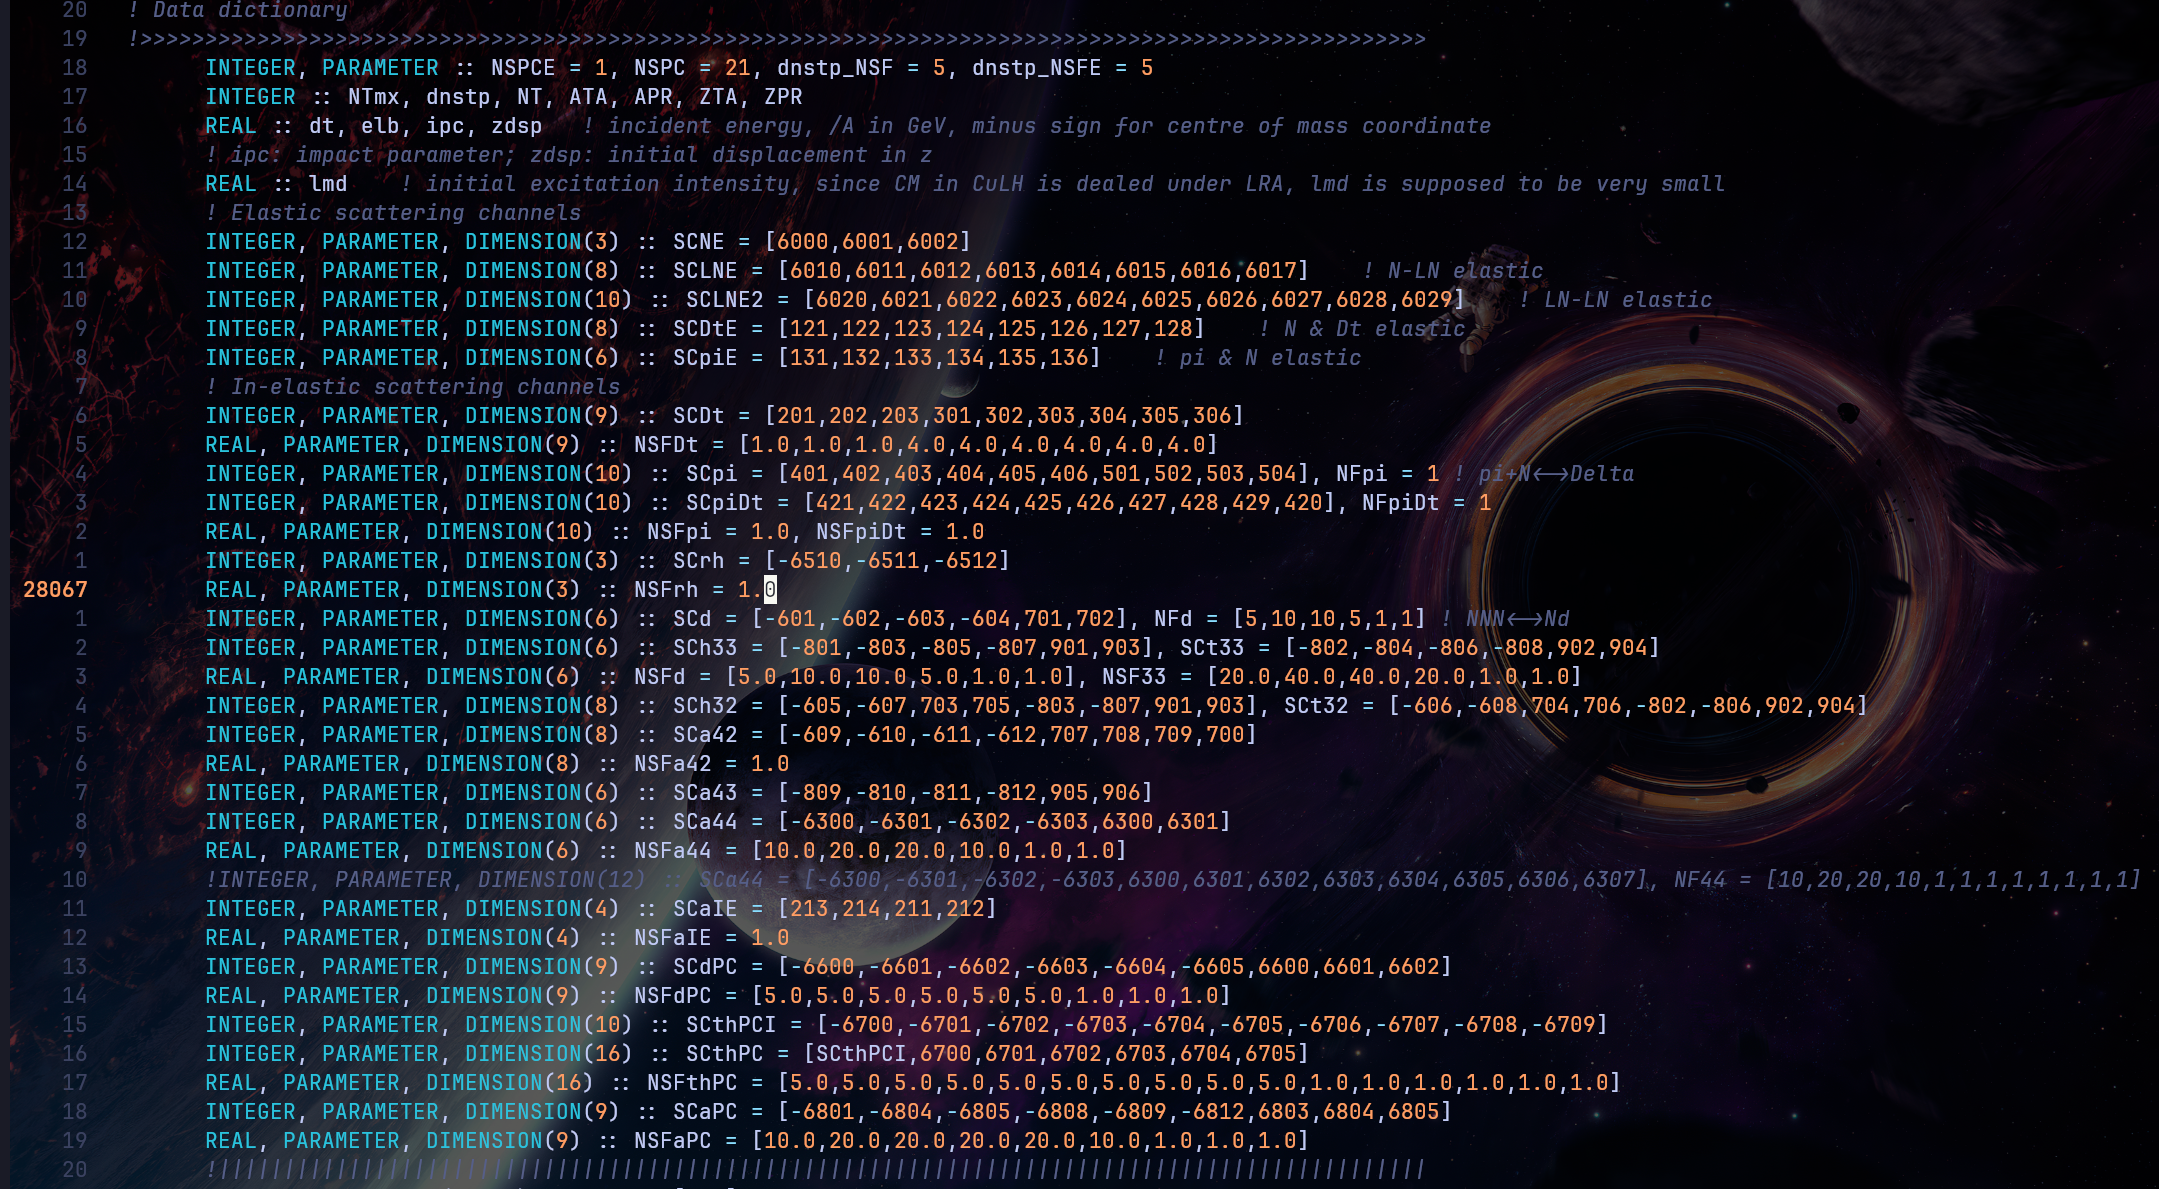 20 ! Data dictionary
19 !>>>>>>>>>>>>>>>>>>>>>>>>>>>>>>>>>>>>>>>>>>>>>>>>>>>>>>>>>>>>>>>>>>>>>>>>>>>>>>>>>>>>>>>>>>>>>>>>>>>
18 INTEGER, PARAMETER :: NSPCE = 1, NSPC = 21, dnstp_NSF = 5, dnstp_NSFE = 5
17 INTEGER :: NTmx, dnstp, NT, ATA, APR, ZTA, ZPR
16 REAL :: dt, elb, ipc, zdsp ! incident energy, /A in GeV, minus sign for centre of mass coordinate
15 ! ipc: impact parameter; zdsp: initial displacement in z
14 REAL :: lmd ! initial excitation intensity, since CM in CuLH is dealed under LRA, lmd is supposed to be very small
13 ! Elastic scattering channels
12 INTEGER, PARAMETER, DIMENSION(3) :: SCNE = [6000,6001,6002]
11 INTEGER, PARAMETER, DIMENSION(8) :: SCLNE = [6010,6011,6012,6013,6014,6015,6016,6017] ! N-LN elastic
10 INTEGER, PARAMETER, DIMENSION(10) :: SCLNE2 = [6020,6021,6022,6023,6024,6025,6026,6027,6028,6029] ! LN-LN elastic
9 INTEGER, PARAMETER, DIMENSION(8) :: SCDtE = [121,122,123,124,125,126,127,128] ! N & Dt elastic
8 INTEGER, PARAMETER, DIMENSION(6) :: SCpiE = [131,132,133,134,135,136] ! pi & N elastic
7 ! In-elastic scattering channels
6 INTEGER, PARAMETER, DIMENSION(9) :: SCDt = [201,202,203,301,302,303,304,305,306]
5 REAL, PARAMETER, DIMENSION(9) :: NSFDt = [1.0,1.0,1.0,4.0,4.0,4.0,4.0,4.0,4.0]
4 INTEGER, PARAMETER, DIMENSION(10) :: SCpi = [401,402,403,404,405,406,501,502,503,504], NFpi = 1 ! pi+N<-->Delta
3 INTEGER, PARAMETER, DIMENSION(10) :: SCpiDt = [421,422,423,424,425,426,427,428,429,420], NFpiDt = 1
2 REAL, PARAMETER, DIMENSION(10) :: NSFpi = 1.0, NSFpiDt = 1.0
1 INTEGER, PARAMETER, DIMENSION(3) :: SCrh = [-6510,-6511,-6512]
28067 REAL, PARAMETER, DIMENSION(3) :: NSFrh = 1.0
1 INTEGER, PARAMETER, DIMENSION(6) :: SCd = [-601,-602,-603,-604,701,702], NFd = [5,10,10,5,1,1] ! NNN<-->Nd
2 INTEGER, PARAMETER, DIMENSION(6) :: SCh33 = [-801,-803,-805,-807,901,903], SCt33 = [-802,-804,-806,-808,902,904]
3 REAL, PARAMETER, DIMENSION(6) :: NSFd = [5.0,10.0,10.0,5.0,1.0,1.0], NSF33 = [20.0,40.0,40.0,20.0,1.0,1.0]
4 INTEGER, PARAMETER, DIMENSION(8) :: SCh32 = [-605,-607,703,705,-803,-807,901,903], SCt32 = [-606,-608,704,706,-802,-806,902,904]
5 INTEGER, PARAMETER, DIMENSION(8) :: SCa42 = [-609,-610,-611,-612,707,708,709,700]
6 REAL, PARAMETER, DIMENSION(8) :: NSFa42 = 1.0
7 INTEGER, PARAMETER, DIMENSION(6) :: SCa43 = [-809,-810,-811,-812,905,906]
8 INTEGER, PARAMETER, DIMENSION(6) :: SCa44 = [-6300,-6301,-6302,-6303,6300,6301]
9 REAL, PARAMETER, DIMENSION(6) :: NSFa44 = [10.0,20.0,20.0,10.0,1.0,1.0]
10 !INTEGER, PARAMETER, DIMENSION(12) :: SCa44 = [-6300,-6301,-6302,-6303,6300,6301,6302,6303,6304,6305,6306,6307], NF44 = [10,20,20,10,1,1,1,1,1,1,1,1]
11 INTEGER, PARAMETER, DIMENSION(4) :: SCaIE = [213,214,211,212]
12 REAL, PARAMETER, DIMENSION(4) :: NSFaIE = 1.0
13 INTEGER, PARAMETER, DIMENSION(9) :: SCdPC = [-6600,-6601,-6602,-6603,-6604,-6605,6600,6601,6602]
14 REAL, PARAMETER, DIMENSION(9) :: NSFdPC = [5.0,5.0,5.0,5.0,5.0,5.0,1.0,1.0,1.0]
15 INTEGER, PARAMETER, DIMENSION(10) :: SCthPCI = [-6700,-6701,-6702,-6703,-6704,-6705,-6706,-6707,-6708,-6709]
16 INTEGER, PARAMETER, DIMENSION(16) :: SCthPC = [SCthPCI,6700,6701,6702,6703,6704,6705]
17 REAL, PARAMETER, DIMENSION(16) :: NSFthPC = [5.0,5.0,5.0,5.0,5.0,5.0,5.0,5.0,5.0,5.0,1.0,1.0,1.0,1.0,1.0,1.0]
18 INTEGER, PARAMETER, DIMENSION(9) :: SCaPC = [-6801,-6804,-6805,-6808,-6809,-6812,6803,6804,6805]
19 REAL, PARAMETER, DIMENSION(9) :: NSFaPC = [10.0,20.0,20.0,20.0,20.0,10.0,1.0,1.0,1.0]
20 !|||||||||||||||||||||||||||||||||||||||||||||||||||||||||||||||||||||||||||||||||||||||||||||